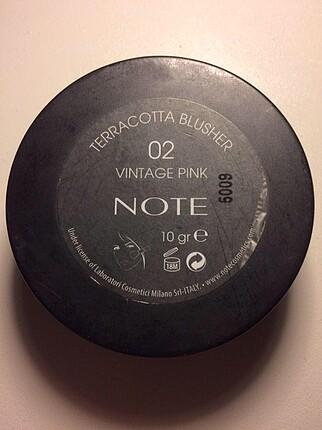 TERRACOTTA BLUSHER
02
VINTAGE PINK
6009
NOTE
10 gr e
18M
Under license of Laboratori Cosmetici Milano Srl-ITALY. • www.notecosmetics.com